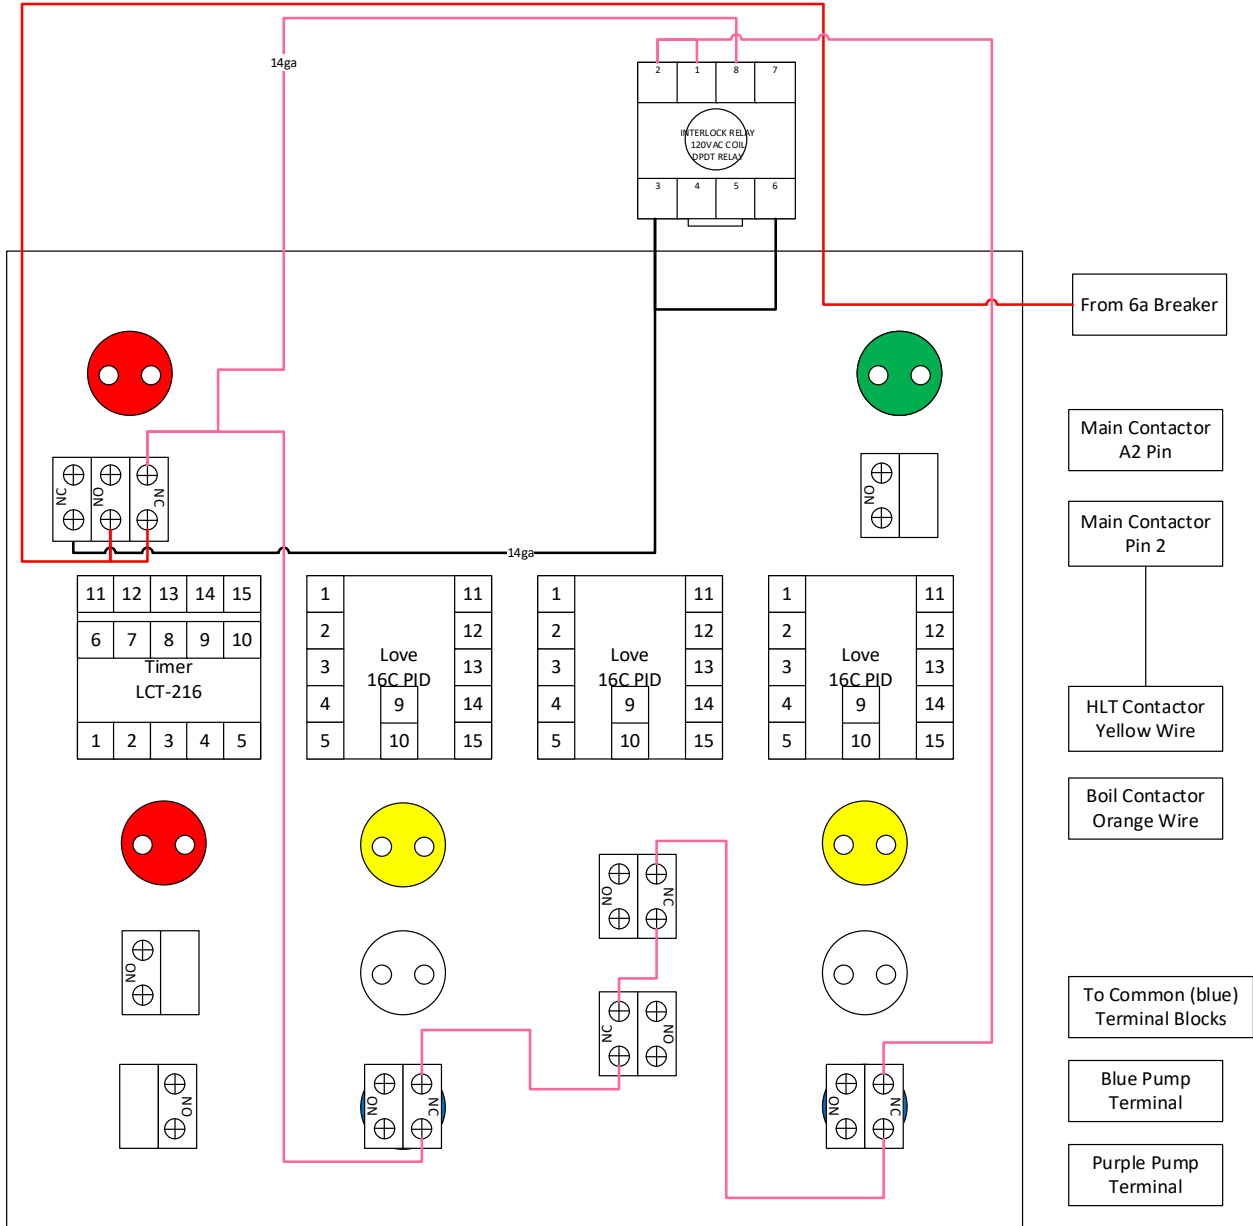 14ga
2 1 8 7
INTERLOCK RELAY
120VAC COIL
DPDT RELAY
3 4 5 6
From 6a Breaker
Main Contactor
A2 Pin
NC NO NC
NO
Main Contactor
Pin 2
14ga
11 12 13 14 15
6 7 8 9 10
Timer
LCT-216
1 2 3 4 5
1 11
2 12
3 13
4 14
5 15
Love
16C PID
9
10
1 11
2 12
3 13
4 14
5 15
Love
16C PID
9
10
1 11
2 12
3 13
4 14
5 15
Love
16C PID
9
10
HLT Contactor
Yellow Wire
Boil Contactor
Orange Wire
NO NC
NO
NC NO
To Common (blue)
Terminal Blocks
NO
NO NC
NO NC
Blue Pump
Terminal
Purple Pump
Terminal